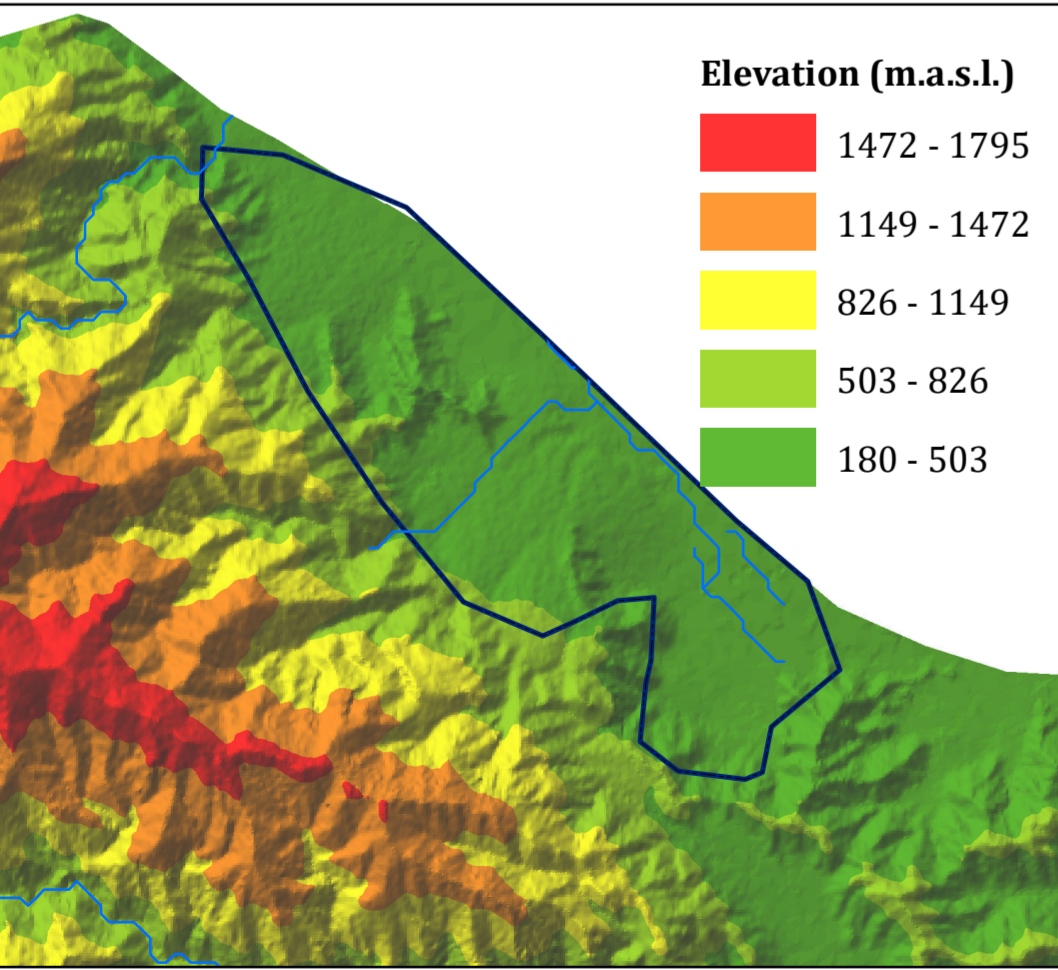 Elevation (m.a.s.l.)
1472 - 1795
1149 - 1472
826 - 1149
503 - 826
180 - 503